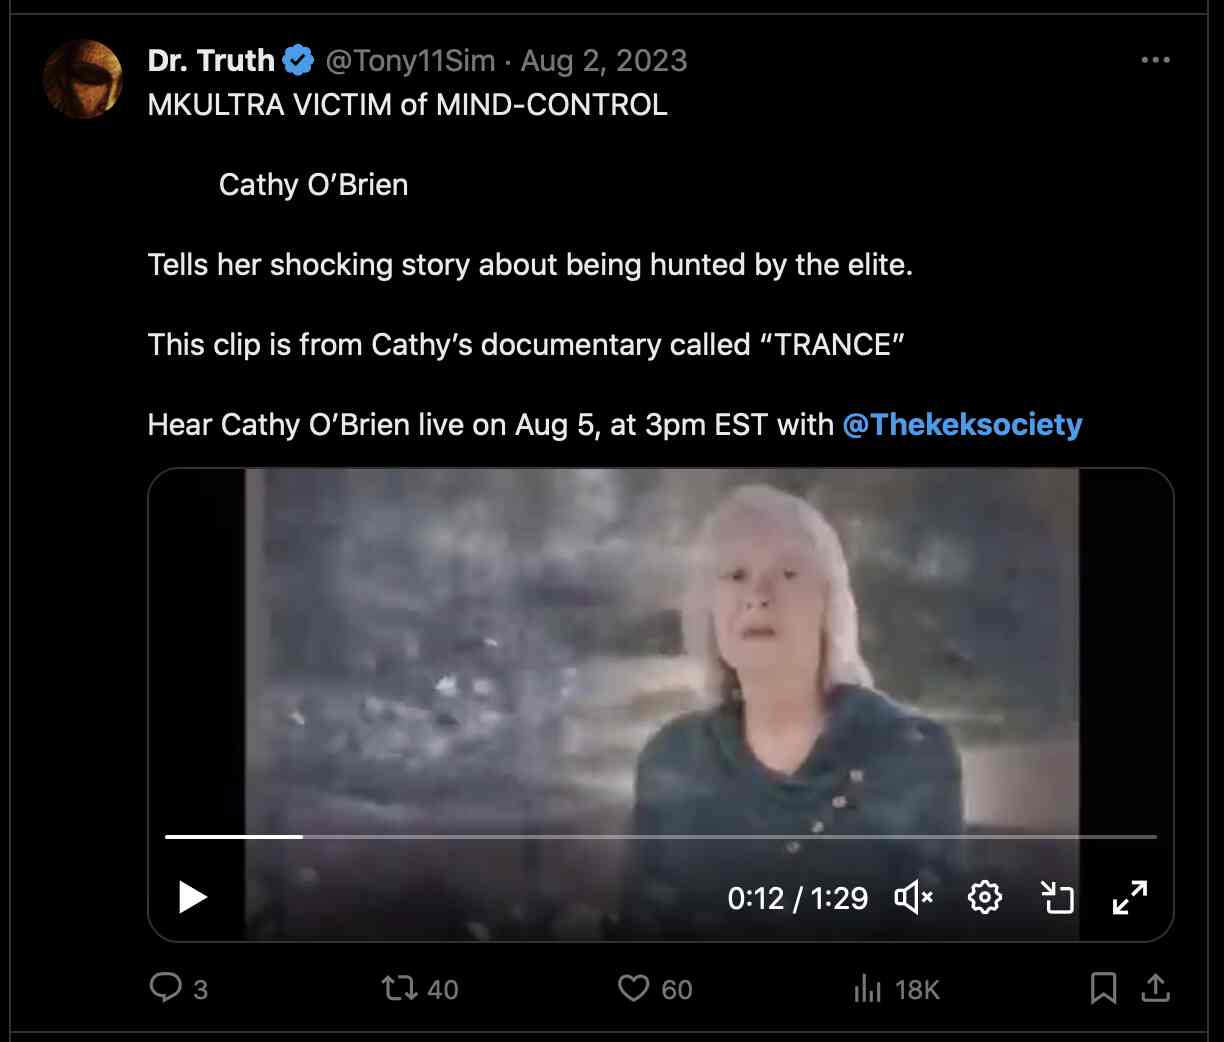 Dr. Truth @Tony11Sim · Aug 2, 2023
MKULTRA VICTIM of MIND-CONTROL
Cathy O’Brien
Tells her shocking story about being hunted by the elite.
This clip is from Cathy’s documentary called “TRANCE”
Hear Cathy O’Brien live on Aug 5, at 3pm EST with @Thekeksociety
0:12 / 1:29
3 40 60 18K